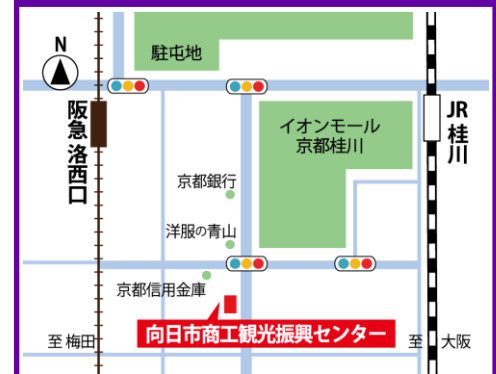 N
駐屯地
阪急 洛西口
JR 桂川
イオンモール
京都桂川
京都銀行
洋服の青山
京都信用金庫
向日市商工観光振興センター
至 梅田
至 大阪